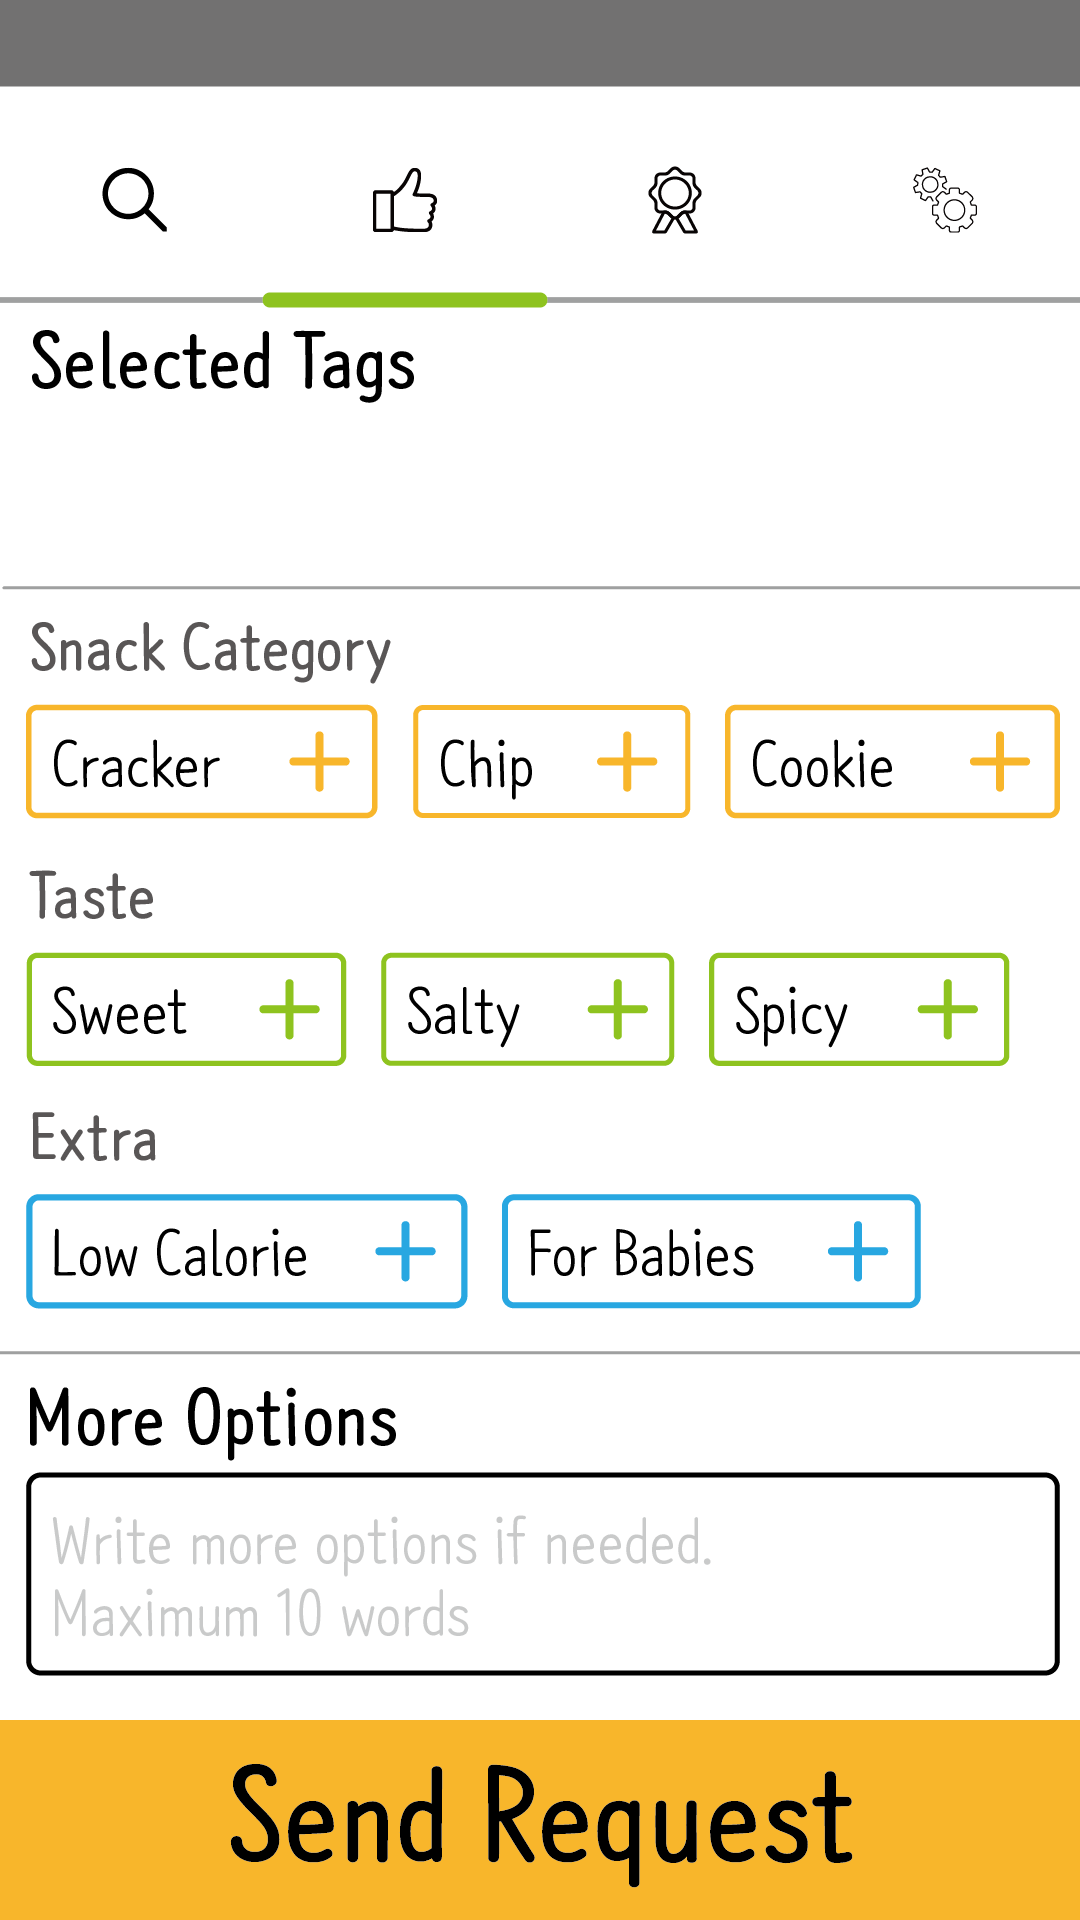 Selected Tags
Snack Category
Cracker
Chip
Cookie
Taste
Sweet
Salty
Spicy
Extra
Low Calorie
For Babies
More Options
Write more options if needed.
Maximum 10 words
Send Request